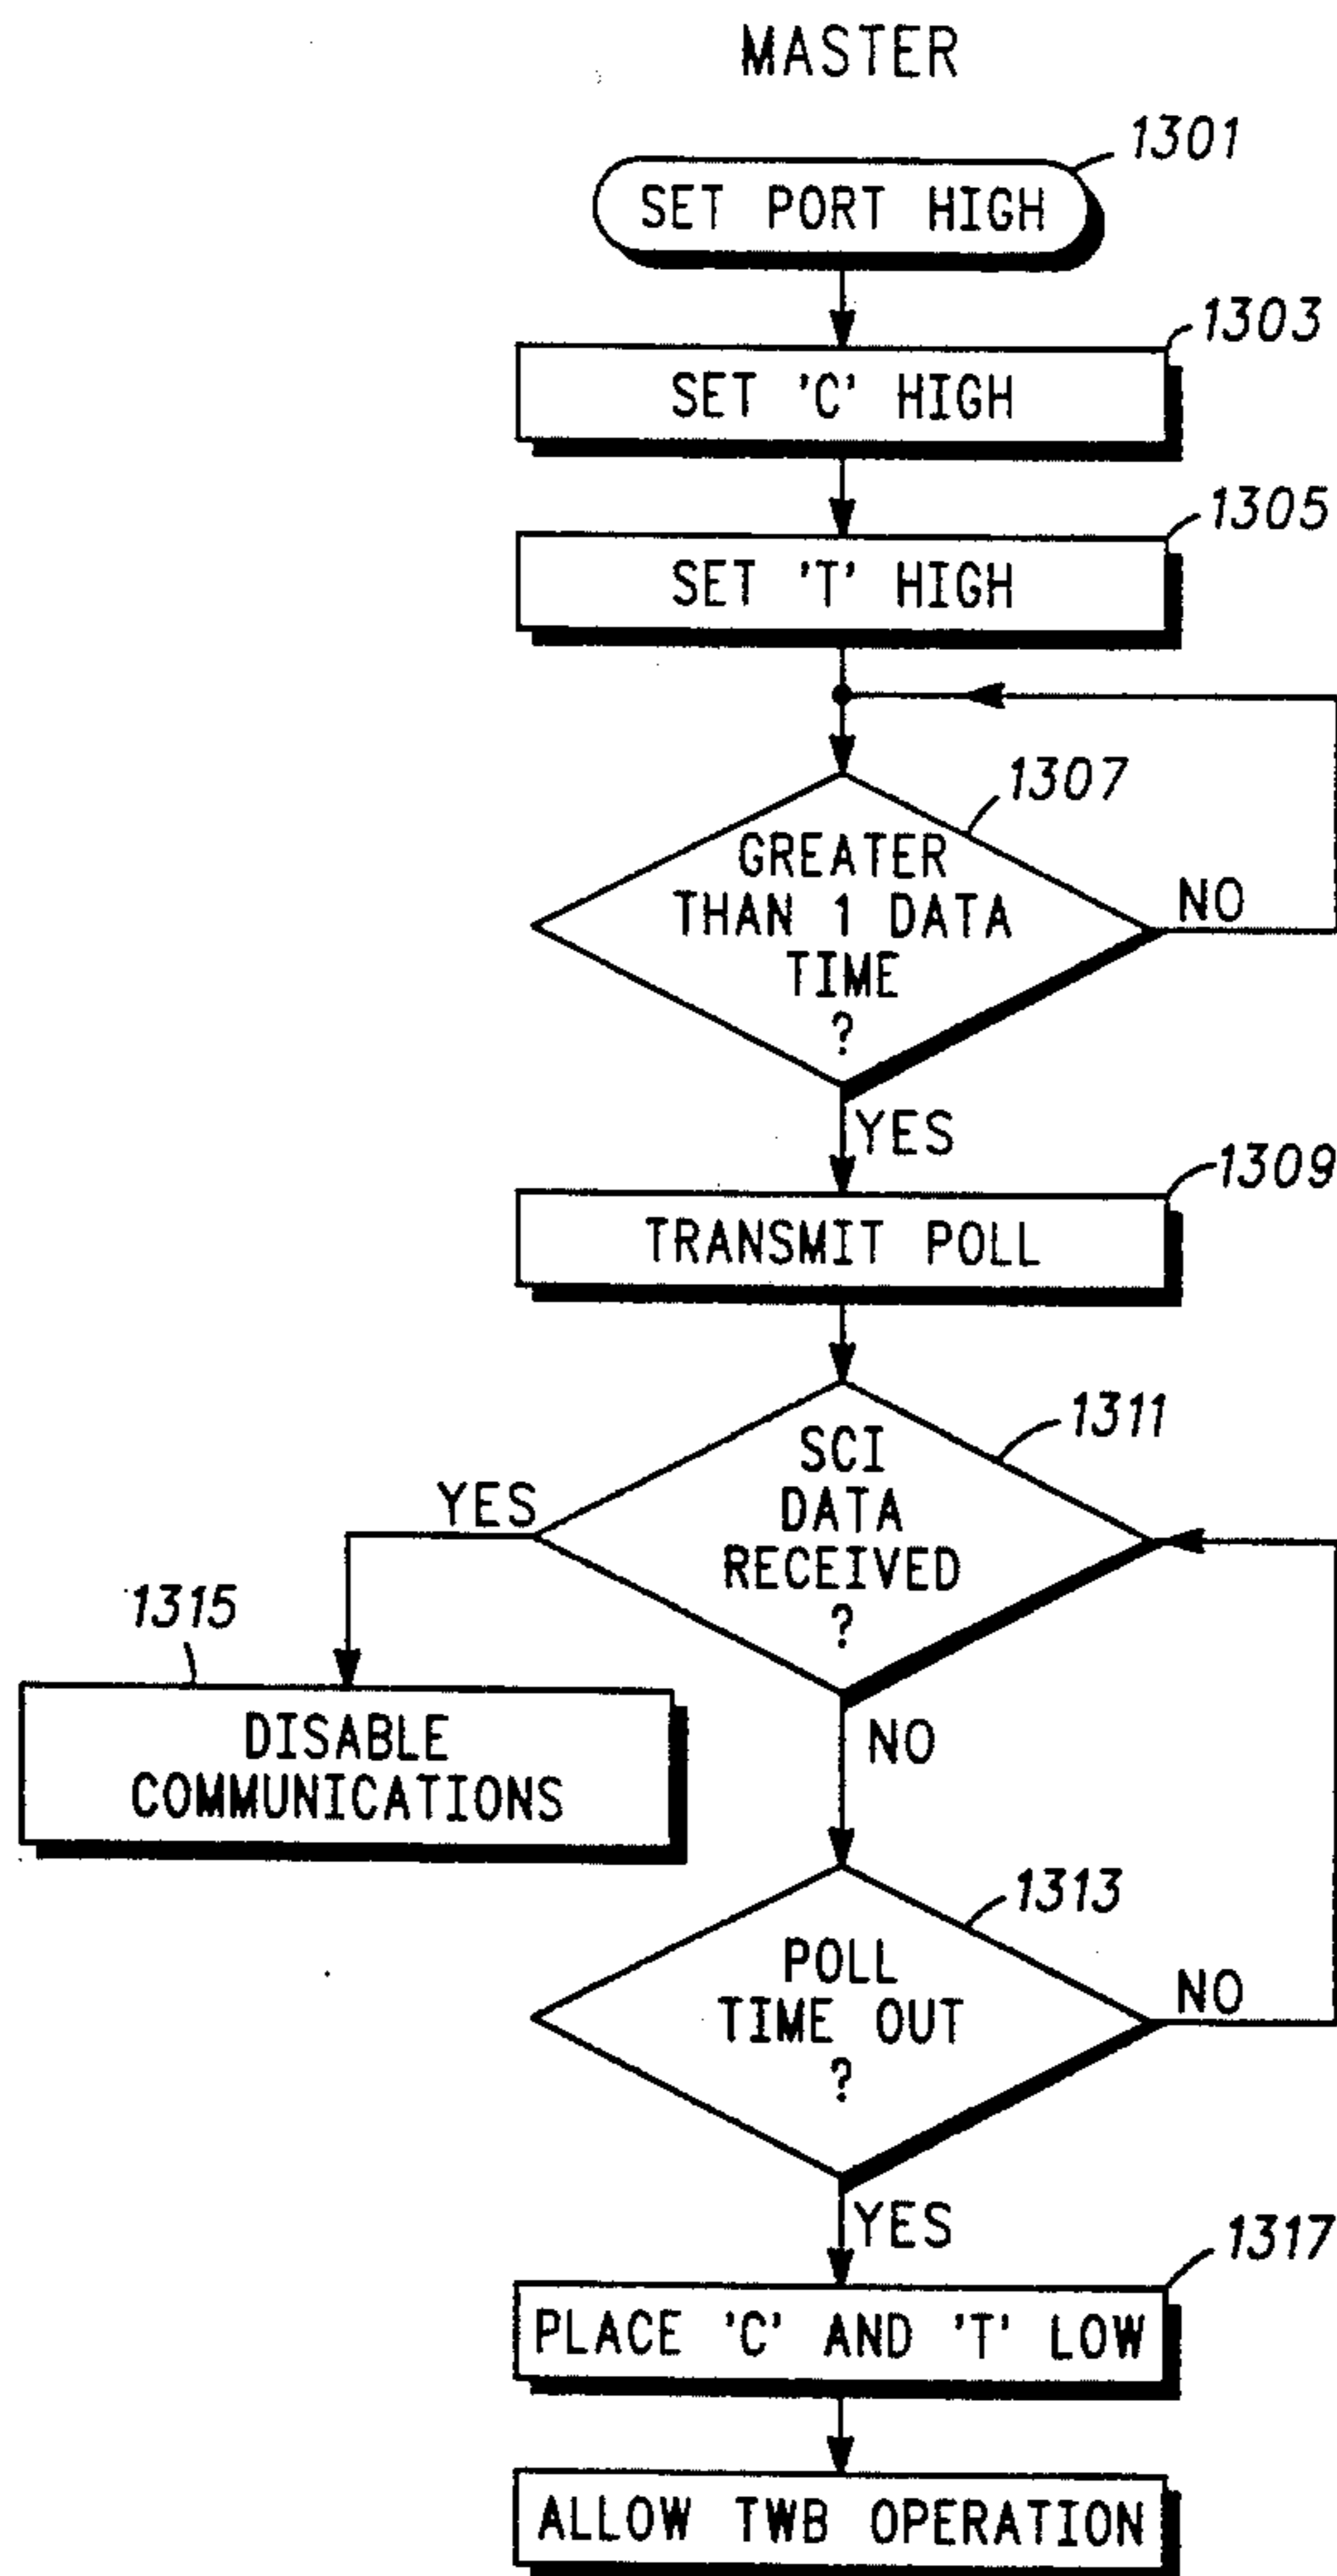 MASTER
1301
SET PORT HIGH
1303
SET 'C' HIGH
1305
SET 'T' HIGH
1307
GREATER
THAN 1 DATA
TIME
?
NO
YES
1309
TRANSMIT POLL
1311
SCI
DATA
RECEIVED
?
YES
1315
NO
DISABLE
COMMUNICATIONS
1313
POLL
TIME OUT
?
NO
YES
1317
PLACE 'C' AND 'T' LOW
ALLOW TWB OPERATION